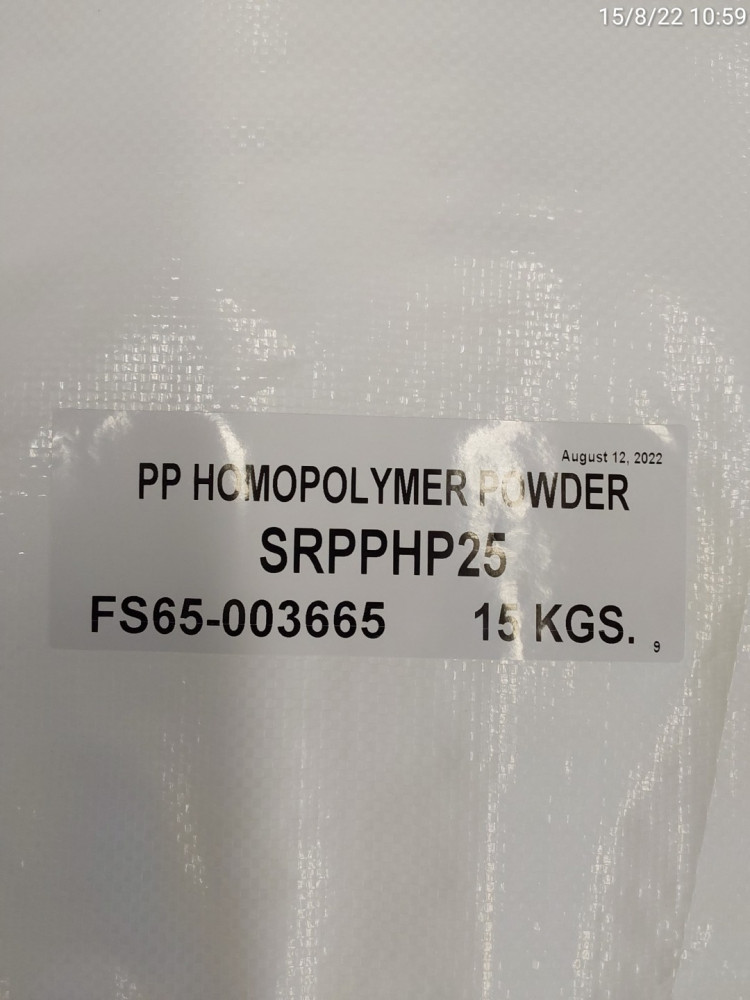 15/8/22 10:59
August 12, 2022
PP HOMOPOLYMER POWDER
SRPPHP25
FS65-003665 15 KGS. 9